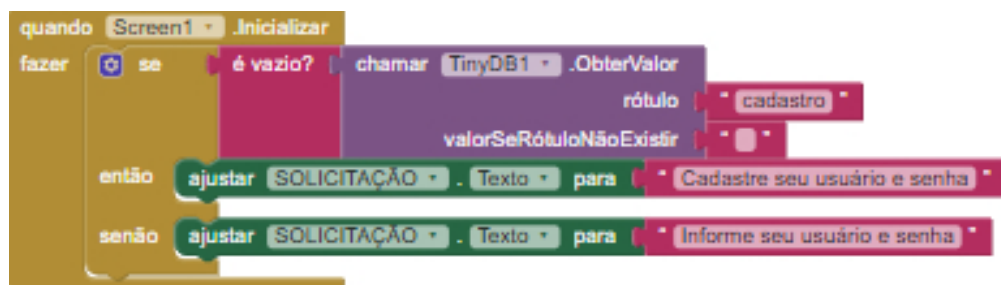 quando Screen1 .Inicializar
fazer se é vazio? chamar TinyDB1 .ObterValor
rótulo " cadastro "
valorSeRótuloNãoExistir " "
então ajustar SOLICITAÇÃO . Texto para " Cadastre seu usuário e senha "
senão ajustar SOLICITAÇÃO . Texto para " Informe seu usuário e senha "